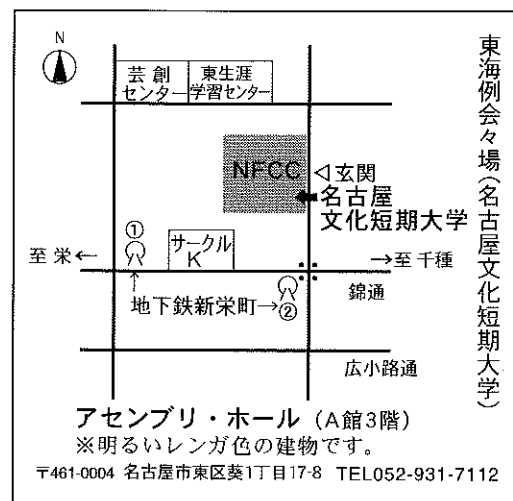 東海例会々場(名古屋文化短期大学)
N
芸創
センター
東生涯
学習センター
NFCC
◁玄関
名古屋
文化短期大学
①
サークル
K
至栄←
→至千種
地下鉄新栄町→②
錦通
広小路通
アセンブリ・ホール(A館3階)
※明るいレンガ色の建物です。
〒461-0004 名古屋市東区葵1丁目17-8 TEL052-931-7112